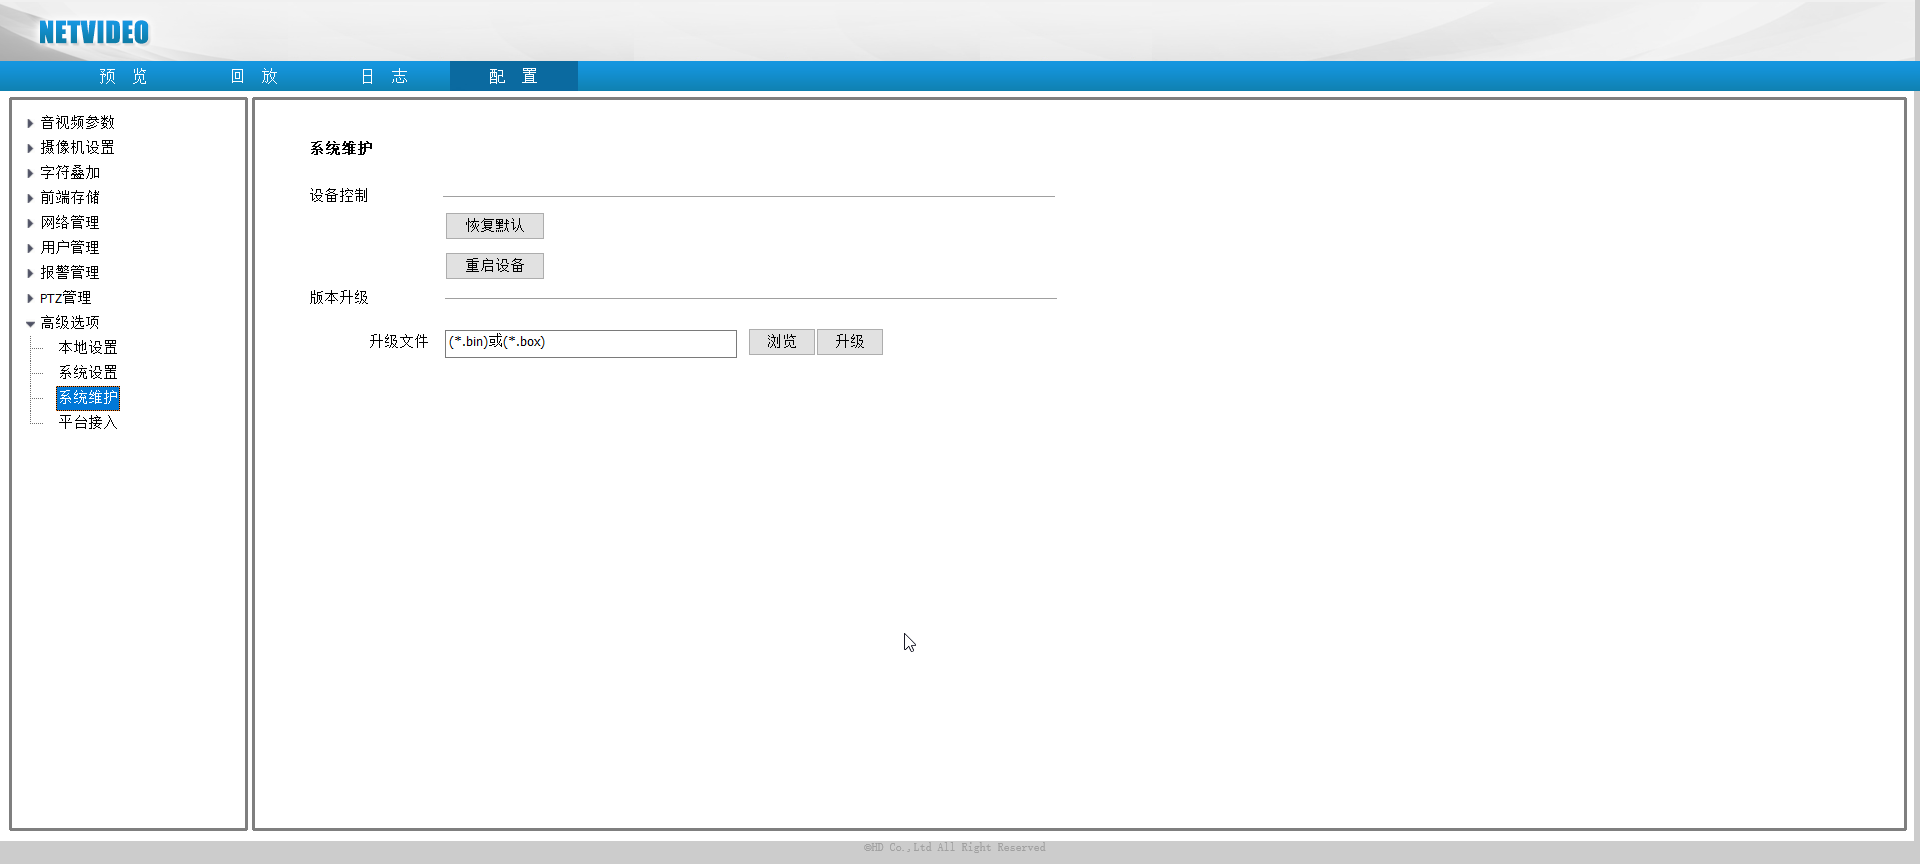 NETVIDEO
预 览 回 放 日 志 配 置
音视频参数
摄像机设置
字符叠加
前端存储
网络管理
用户管理
报警管理
PTZ管理
高级选项
本地设置
系统设置
系统维护
平台接入
系统维护
设备控制
恢复默认
重启设备
版本升级
升级文件 (*.bin)或(*.box) 浏览 升级
©HD Co.,Ltd All Right Reserved